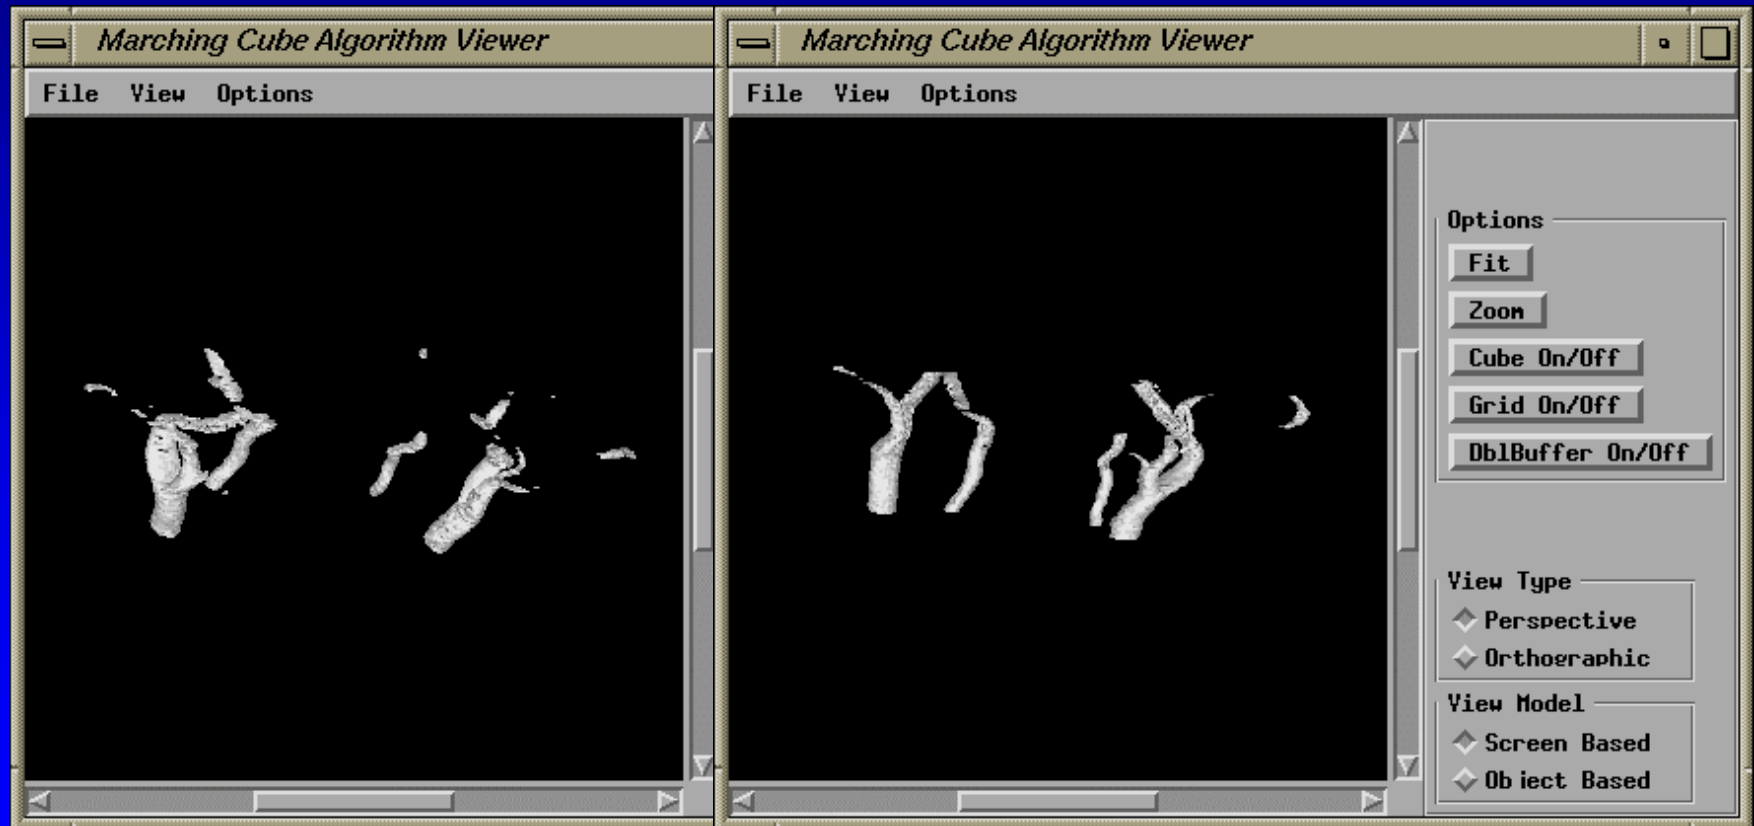 Marching Cube Algorithm Viewer
File View Options
Marching Cube Algorithm Viewer
File View Options
Options
Fit
Zoom
Cube On/Off
Grid On/Off
DblBuffer On/Off
View Type
Perspective
Orthographic
View Model
Screen Based
Object Based